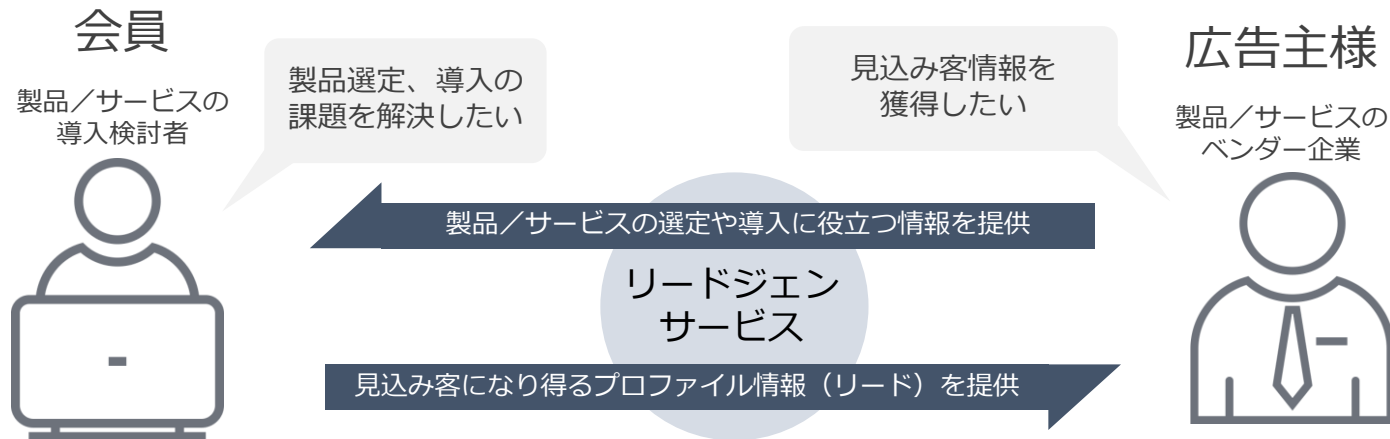 会員
製品／サービスの
導入検討者
製品選定、導入の
課題を解決したい
見込み客情報を
獲得したい
広告主様
製品／サービスの
ベンダー企業
製品／サービスの選定や導入に役立つ情報を提供
リードジェン
サービス
見込み客になり得るプロファイル情報（リード）を提供